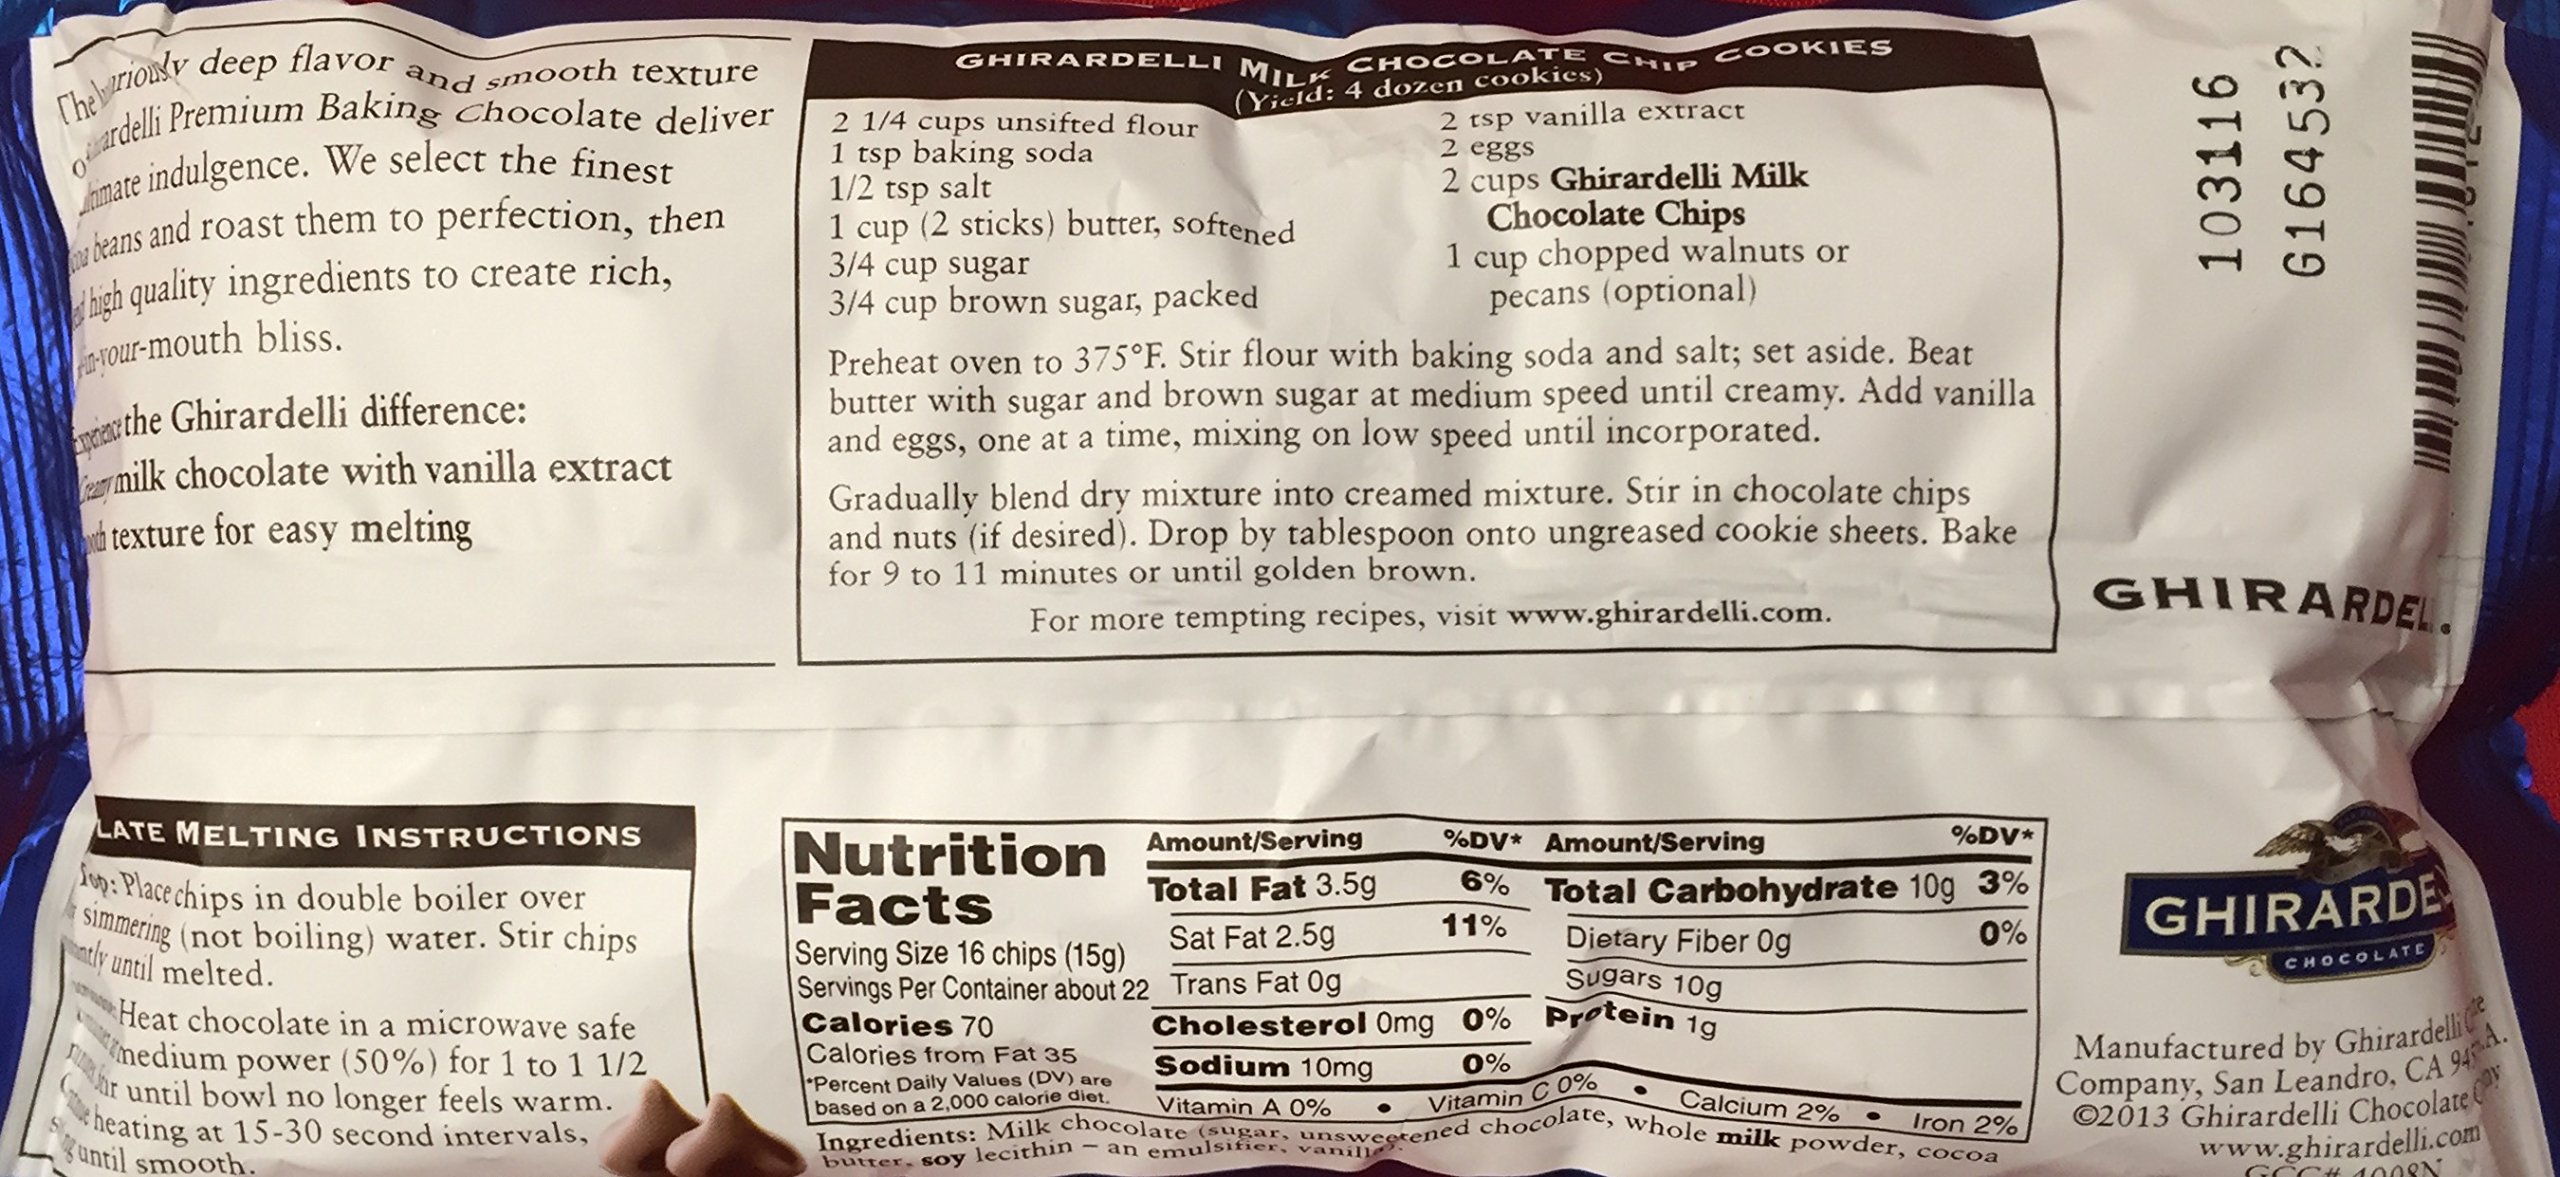 The luxuriously deep flavor and smooth texture
of Ghirardelli Premium Baking Chocolate deliver
ultimate indulgence. We select the finest
cocoa beans and roast them to perfection, then
high quality ingredients to create rich,
-in-your-mouth bliss.
Experience the Ghirardelli difference:
Creamy milk chocolate with vanilla extract
texture for easy melting
GHIRARDELLI MILK CHOCOLATE CHIP COOKIES
(Yield: 4 dozen cookies)
2 1/4 cups unsifted flour
1 tsp baking soda
1/2 tsp salt
1 cup (2 sticks) butter, softened
3/4 cup sugar
3/4 cup brown sugar, packed
2 tsp vanilla extract
2 eggs
2 cups Ghirardelli Milk
Chocolate Chips
1 cup chopped walnuts or
pecans (optional)
Preheat oven to 375°F. Stir flour with baking soda and salt; set aside. Beat
butter with sugar and brown sugar at medium speed until creamy. Add vanilla
and eggs, one at a time, mixing on low speed until incorporated.
Gradually blend dry mixture into creamed mixture. Stir in chocolate chips
and nuts (if desired). Drop by tablespoon onto ungreased cookie sheets. Bake
for 9 to 11 minutes or until golden brown.
For more tempting recipes, visit www.ghirardelli.com.
103116
G164532
GHIRARDEL.
LATE MELTING INSTRUCTIONS
Top: Place chips in double boiler over
simmering (not boiling) water. Stir chips
until melted.
Heat chocolate in a microwave safe
medium power (50%) for 1 to 1 1/2
until bowl no longer feels warm.
heating at 15-30 second intervals,
until smooth.
Nutrition
Facts
Serving Size 16 chips (15g)
Servings Per Container about 22
Calories 70
Calories from Fat 35
*Percent Daily Values (DV) are
based on a 2,000 calorie diet.
Amount/Serving %DV*
Total Fat 3.5g 6%
Sat Fat 2.5g 11%
Trans Fat 0g
Cholesterol 0mg 0%
Sodium 10mg 0%
Amount/Serving %DV*
Total Carbohydrate 10g 3%
Dietary Fiber 0g 0%
Sugars 10g
Protein 1g
Vitamin A 0% • Vitamin C 0% • Calcium 2% • Iron 2%
Ingredients: Milk chocolate (sugar, unsweetened chocolate, whole milk powder, cocoa
butter, soy lecithin – an emulsifier, vanilla).
GHIRARDE
CHOCOLATE
Manufactured by Ghirardelli
Company, San Leandro, CA
©2013 Ghirardelli Chocolate
www.ghirardelli.com